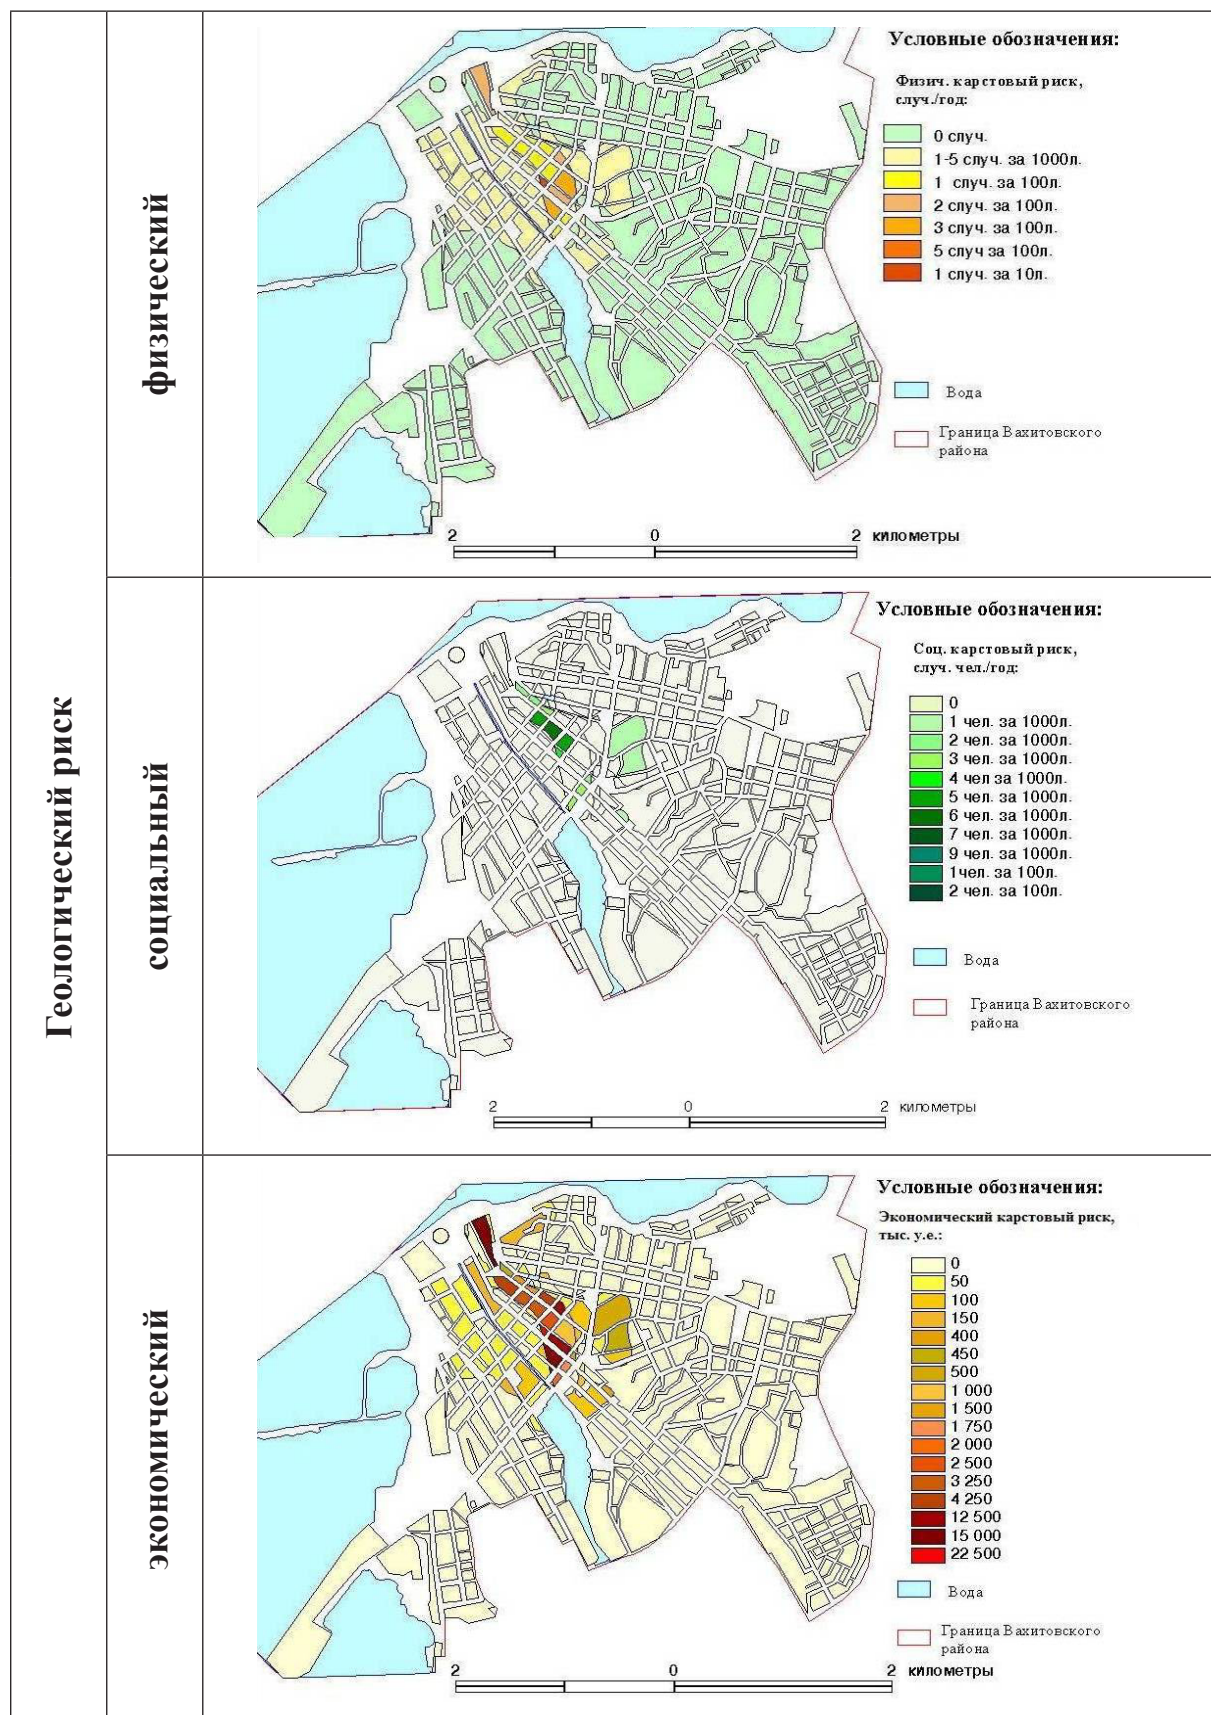 Геологический риск
физический
Условные обозначения:
Физич. карстовый риск,
случ./год:
0 случ.
1-5 случ. за 1000л.
1 случ. за 100л.
2 случ. за 100л.
3 случ. за 100л.
5 случ за 100л.
1 случ. за 10л.
Вода
Граница Вахитовского
района
2 0 2 километры
социальный
Условные обозначения:
Соц. карстовый риск,
случ. чел./год:
0
1 чел. за 1000л.
2 чел. за 1000л.
3 чел. за 1000л.
4 чел за 1000л.
5 чел. за 1000л.
6 чел. за 1000л.
7 чел. за 1000л.
9 чел. за 1000л.
1чел. за 100л.
2 чел. за 100л.
Вода
Граница Вахитовского
района
2 0 2 километры
экономический
Условные обозначения:
Экономический карстовый риск,
тыс. у.е.:
0
50
100
150
400
450
500
1 000
1 500
1 750
2 000
2 500
3 250
4 250
12 500
15 000
22 500
Вода
Граница Вахитовского
района
2 0 2 километры